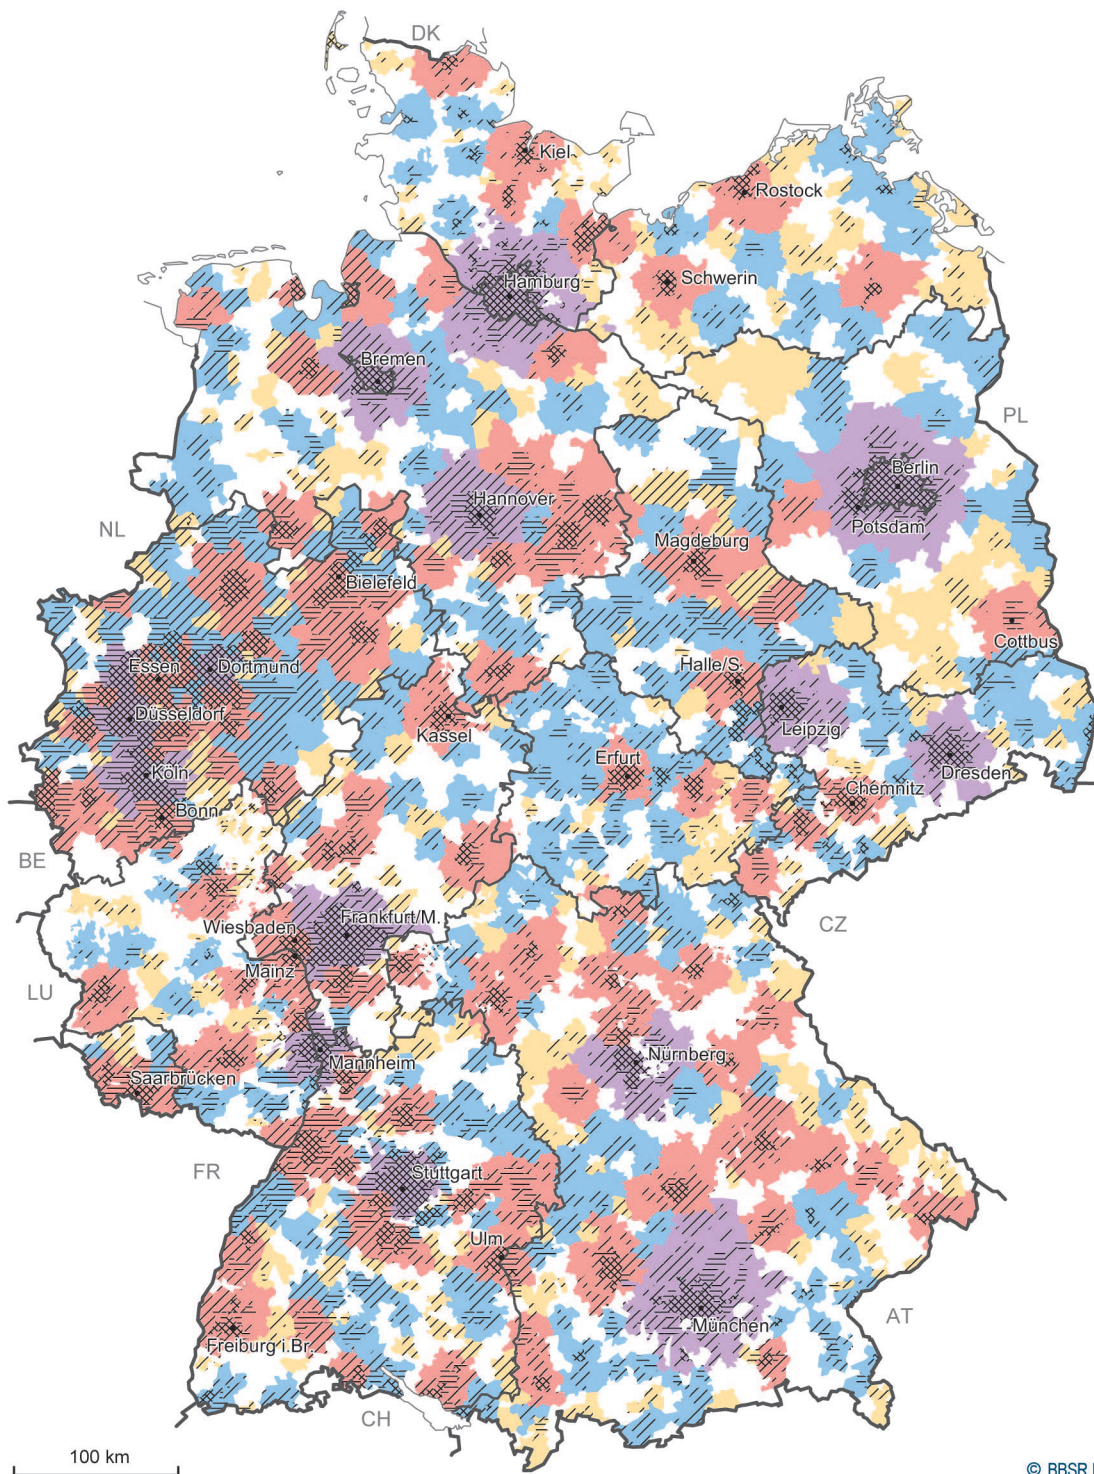 DK
Kiel
Rostock
Hamburg
Schwerin
Bremen
PL
Berlin
Hannover
Potsdam
NL
Magdeburg
Bielefeld
Cottbus
Essen
Dortmund
Halle/S.
Düsseldorf
Leipzig
Kassel
Erfurt
Dresden
Köln
Chemnitz
Bonn
BE
Wiesbaden
Frankfurt/M.
CZ
Mainz
LU
Nürnberg
Mannheim
Saarbrücken
FR
Stuttgart
Ulm
AT
München
Freiburg i.Br.
CH
100 km
© BBSR